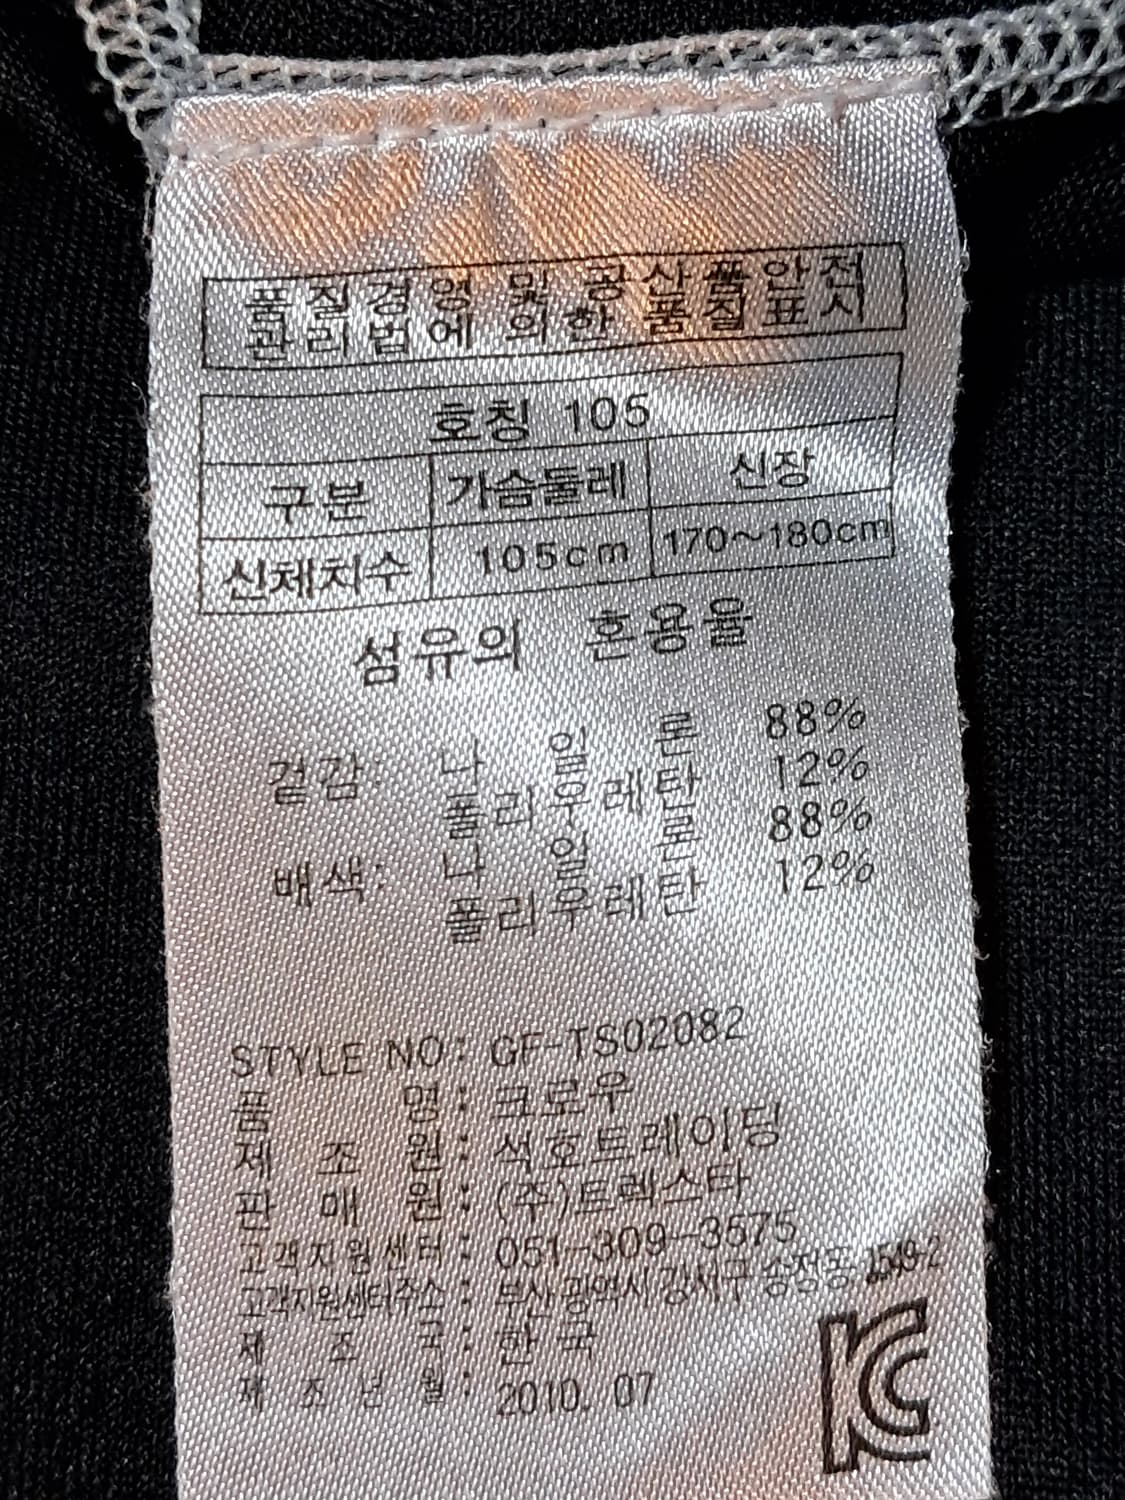 품질경영 및 공산품안전
관리법에 의한 품질표시
호칭 105
구분 가슴둘레 신장
신체치수 105cm 170~180cm
섬유의 혼용율
겉감: 나 일 론 88%
폴리우레탄 12%
배색: 나 일 론 88%
폴리우레탄 12%
STYLE NO: GF-TS02082
품 명: 크로우
제 조 원: 석호트레이딩
판 매 원: (주)트렉스타
고객지원센터: 051-309-3575
고객지원센터주소: 부산광역시 강서구 송정동 1549-2
제 조 국: 한국
제 조 년 월: 2010. 07